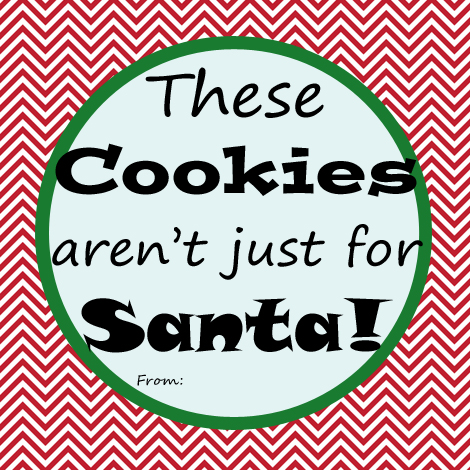 These
Cookies
aren't just for
Santa!
From: